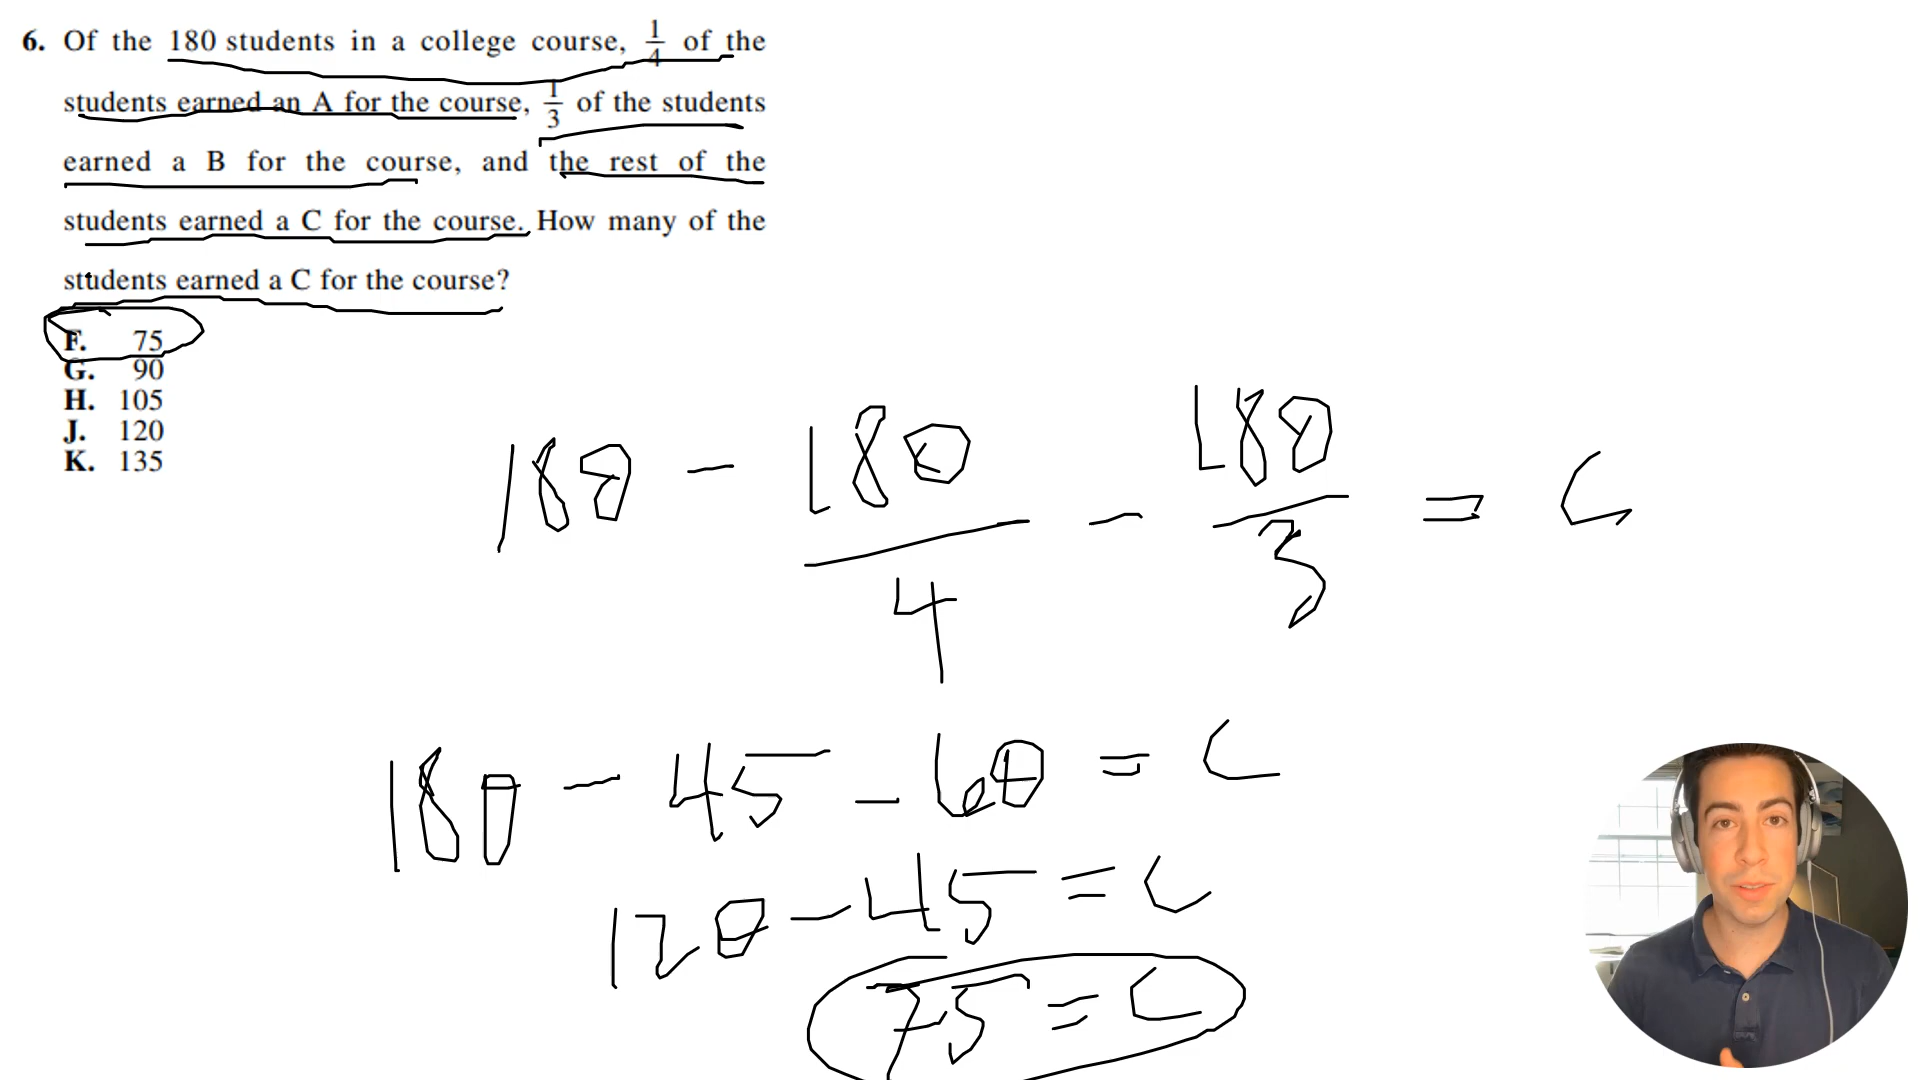 6. Of the 180 students in a college course, 1/4 of the
students earned an A for the course, 1/3 of the students
earned a B for the course, and the rest of the
students earned a C for the course. How many of the
students earned a C for the course?
F. 75
G. 90
H. 105
J. 120
K. 135
180 - 180/4 - 180/3 = C
180 - 45 - 60 = C
120 - 45 = C
75 = C